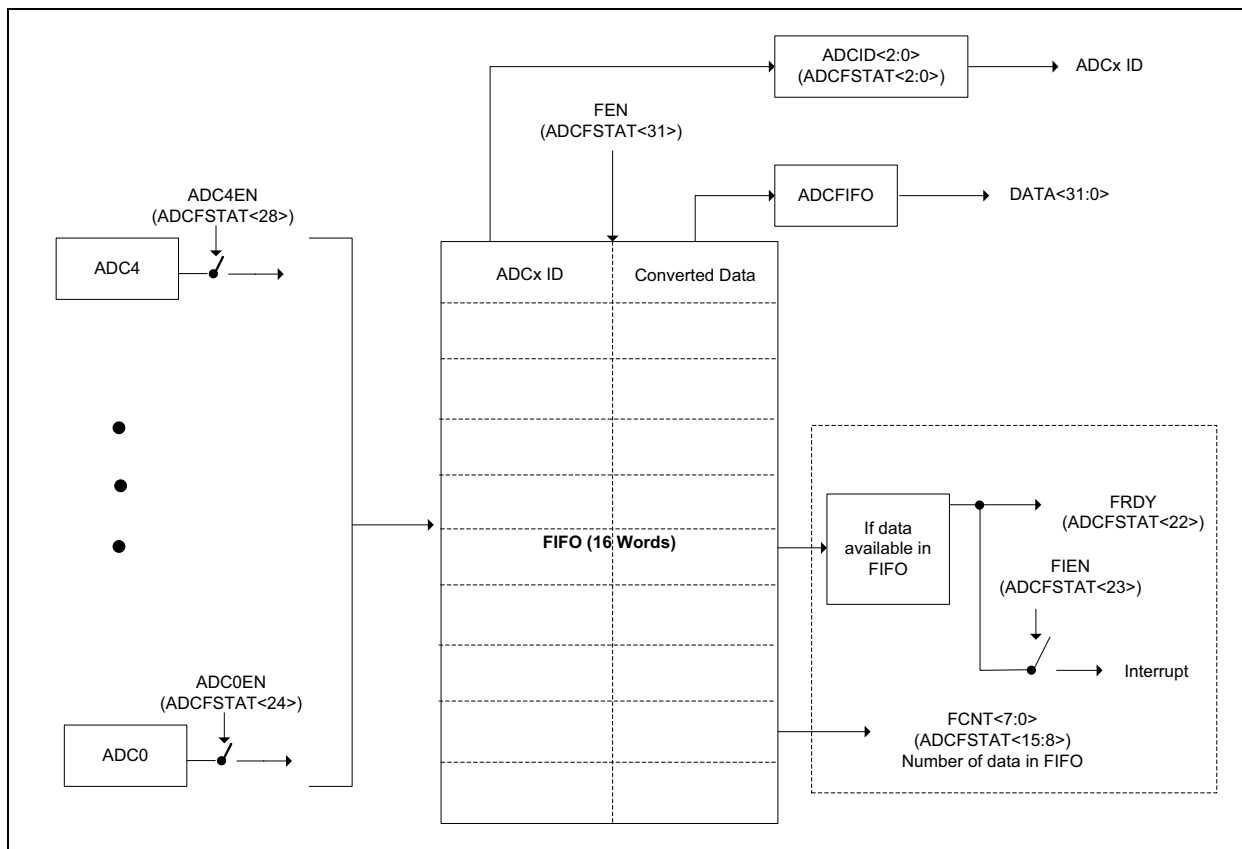 ADCID<2:0>
(ADCFSTAT<2:0>)
ADCx ID
FEN
(ADCFSTAT<31>)
ADCFIFO
DATA<31:0>
ADC4EN
(ADCFSTAT<28>)
ADC4
ADCx ID
Converted Data
FIFO (16 Words)
If data
available in
FIFO
FRDY
(ADCFSTAT<22>)
FIEN
(ADCFSTAT<23>)
Interrupt
ADC0EN
(ADCFSTAT<24>)
ADC0
FCNT<7:0>
(ADCFSTAT<15:8>)
Number of data in FIFO